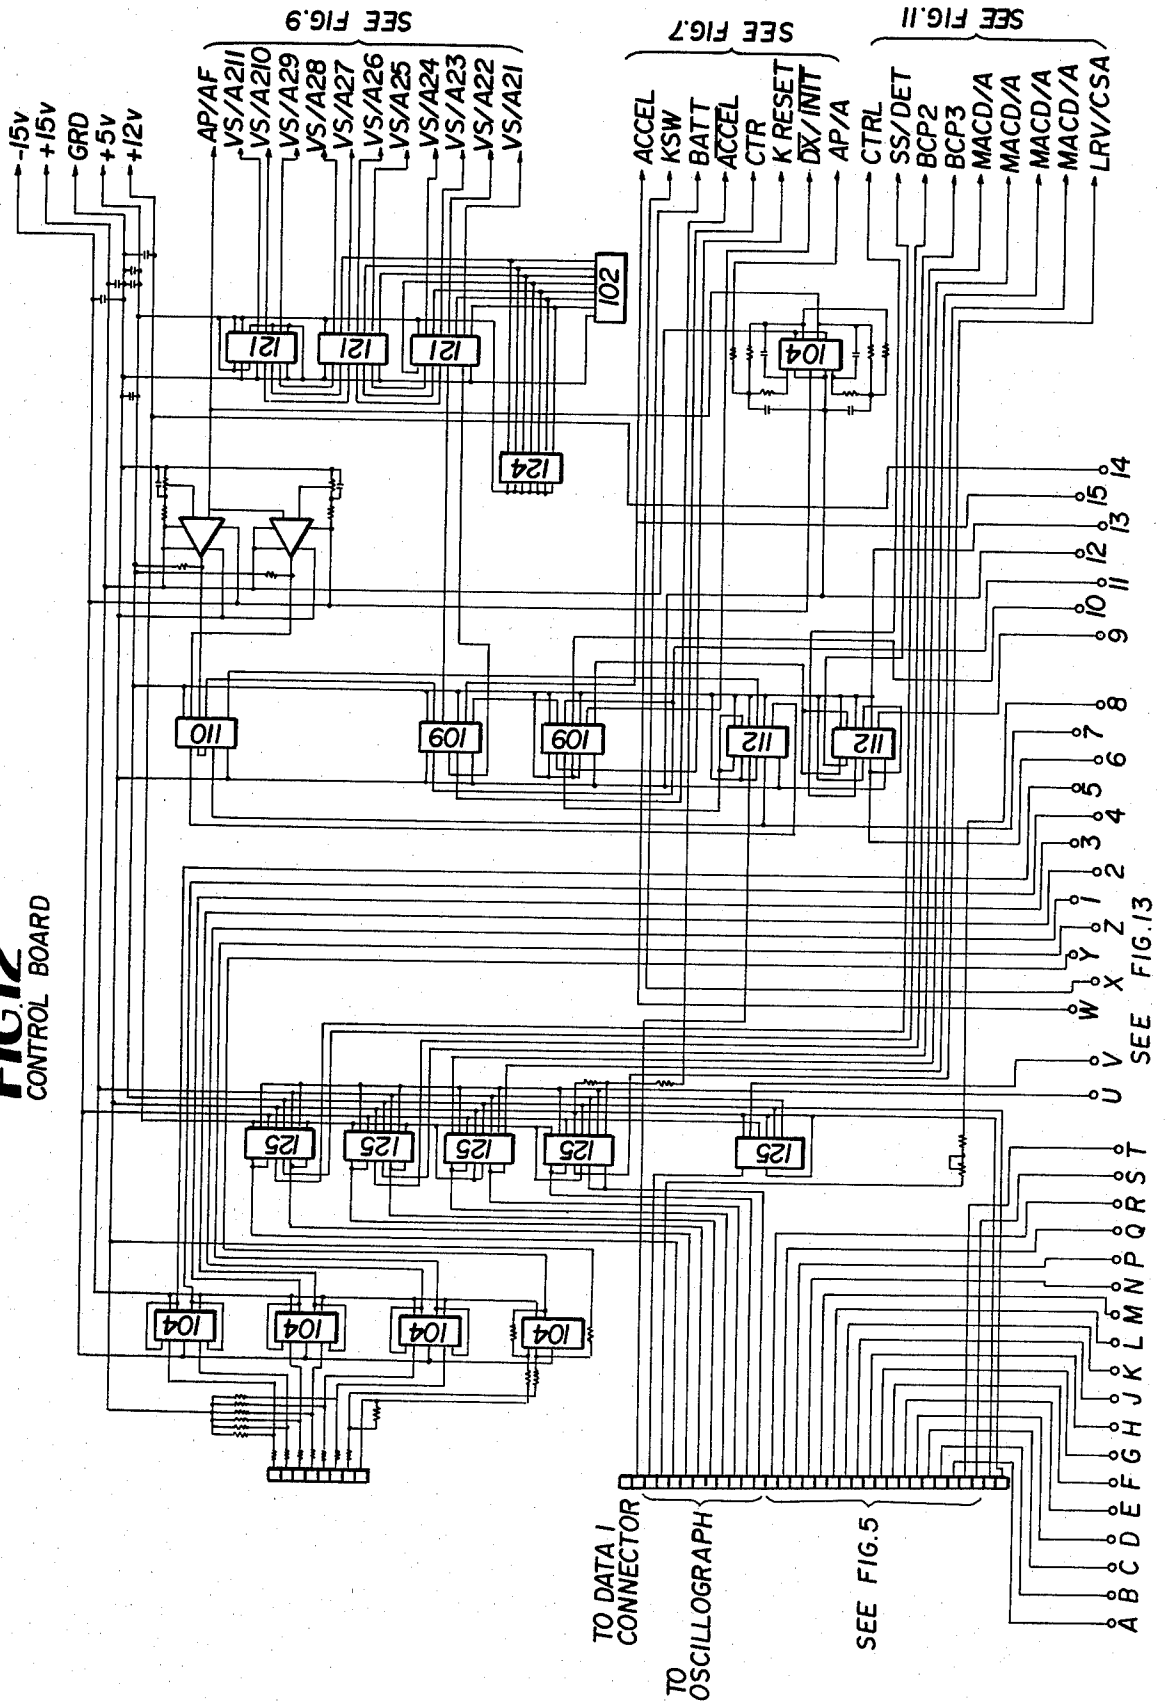 FIG.12
CONTROL BOARD
-15v
+15v
GRD
+5v
+12v
AP/AF
VS/A211
VS/A210
VS/A29
VS/A28
VS/A27
VS/A26
VS/A25
VS/A24
VS/A23
VS/A22
VS/A21
SEE FIG.9
ACCEL
KSW
BATT
ACCEL
CTR
K RESET
DX/INIT
AP/A
SEE FIG.7
CTRL
SS/DET
BCP2
BCP3
MACD/A
MACD/A
MACD/A
MACD/A
LRV/CSA
SEE FIG.11
121
121
121
102
124
104
110
109
109
112
112
125
125
125
125
125
104
104
104
104
TO DATA 1
CONNECTOR
TO
OSCILLOGRAPH
SEE FIG.5
A
B
C
D
E
F
G
H
J
K
L
M
N
P
Q
R
S
T
U
V
W
X
Y
Z
1
2
3
4
5
6
7
8
9
10
11
12
13
15
14
SEE FIG.13